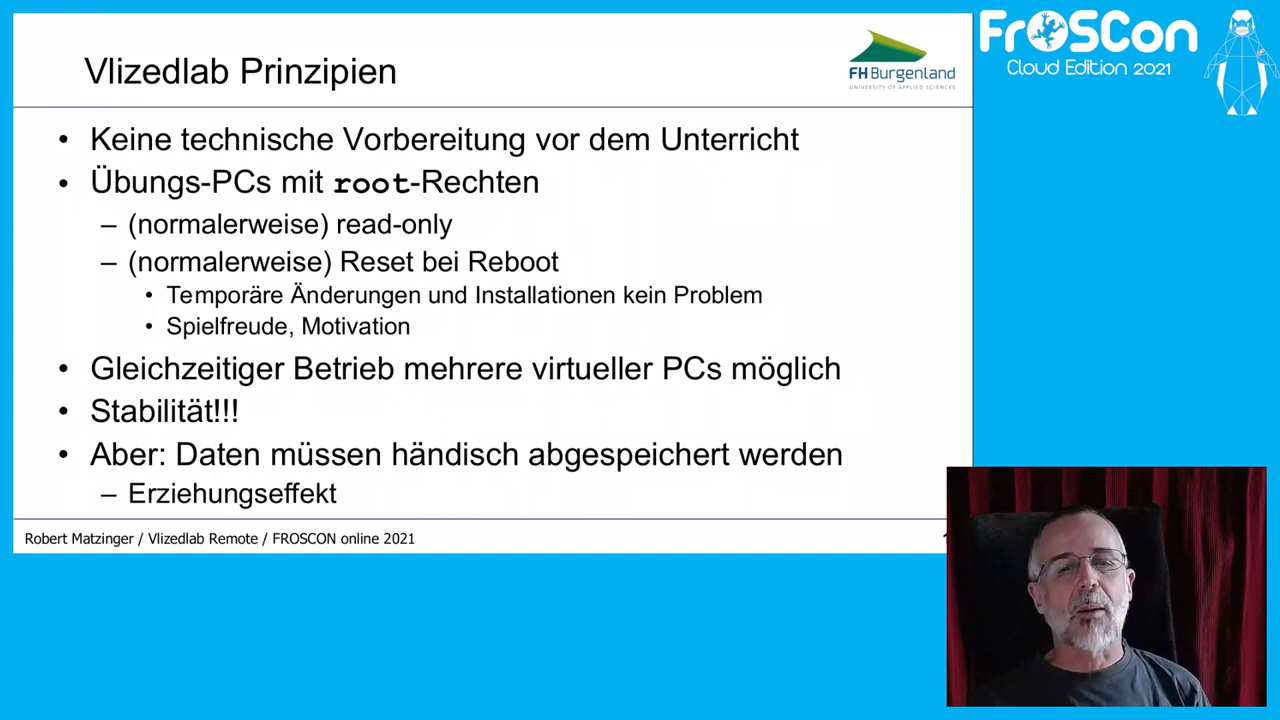 Vlizedlab Prinzipien
FH Burgenland
UNIVERSITY OF APPLIED SCIENCES
FrOSCon
Cloud Edition 2021
• Keine technische Vorbereitung vor dem Unterricht
• Übungs-PCs mit root-Rechten
– (normalerweise) read-only
– (normalerweise) Reset bei Reboot
• Temporäre Änderungen und Installationen kein Problem
• Spielfreude, Motivation
• Gleichzeitiger Betrieb mehrere virtueller PCs möglich
• Stabilität!!!
• Aber: Daten müssen händisch abgespeichert werden
– Erziehungseffekt
Robert Matzinger / Vlizedlab Remote / FROSCON online 2021